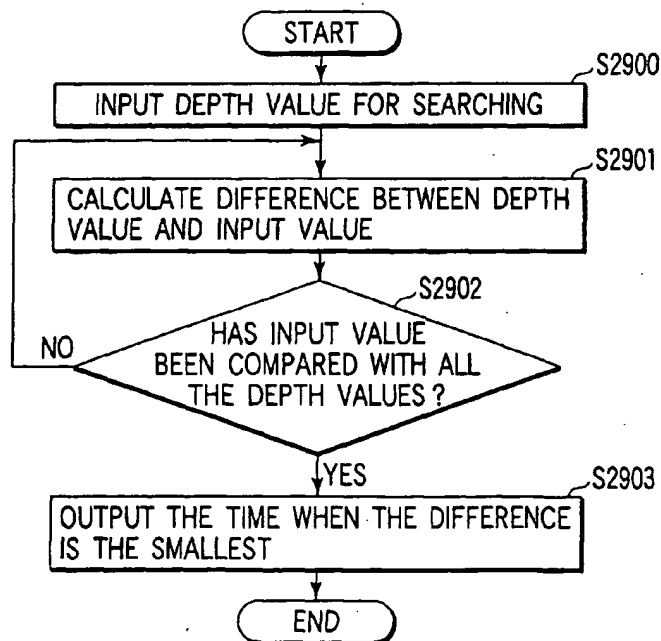 START
S2900
INPUT DEPTH VALUE FOR SEARCHING
S2901
CALCULATE DIFFERENCE BETWEEN DEPTH
VALUE AND INPUT VALUE
S2902
HAS INPUT VALUE
BEEN COMPARED WITH ALL
THE DEPTH VALUES?
NO
YES
S2903
OUTPUT THE TIME WHEN THE DIFFERENCE
IS THE SMALLEST
END